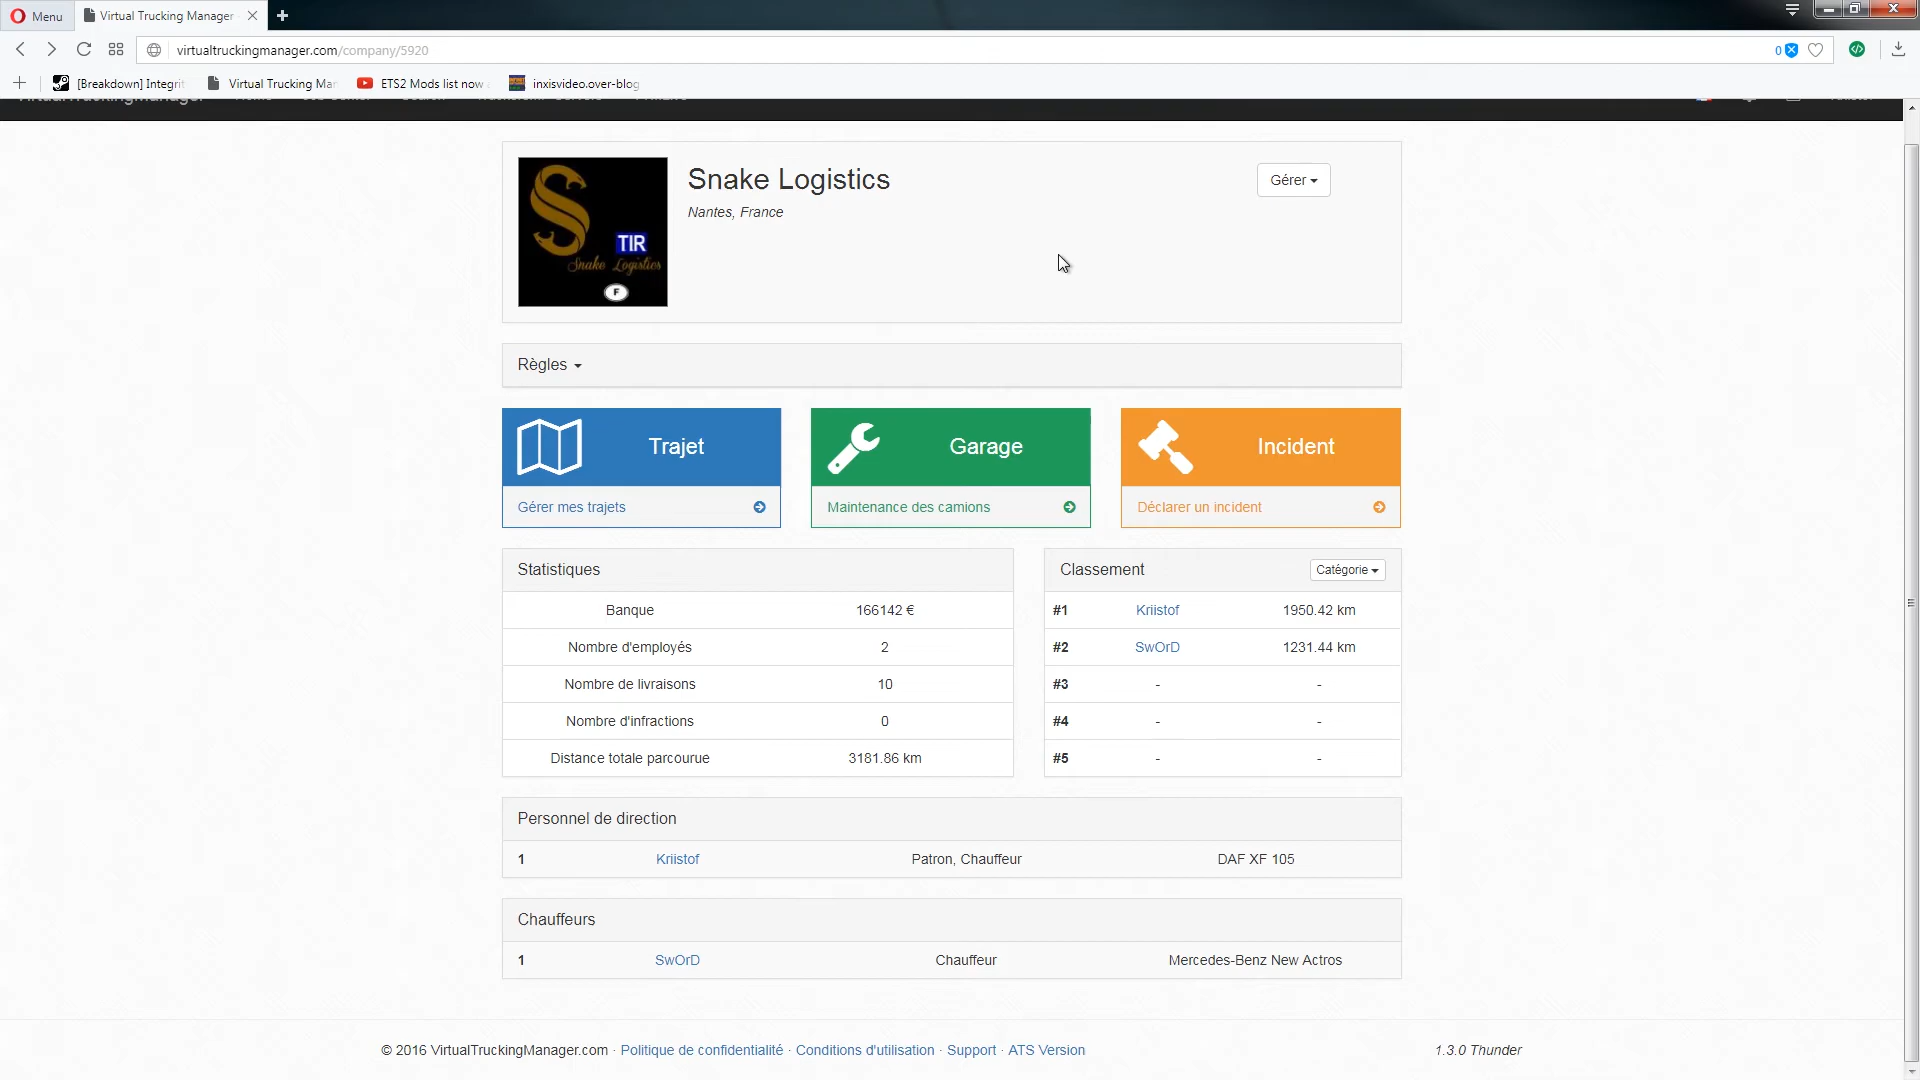 Menu
Virtual Trucking Manager
virtualtruckingmanager.com/company/5920
0
[Breakdown] Integrit
Virtual Trucking Mar
ETS2 Mods list now
inxisvideo.over-blog
Snake Logistics
Gérer
Nantes, France
TIR
Snake Logistics
F
Règles
Trajet
Garage
Incident
Gérer mes trajets
Maintenance des camions
Déclarer un incident
Statistiques
Banque 166142 €
Nombre d'employés 2
Nombre de livraisons 10
Nombre d'infractions 0
Distance totale parcourue 3181.86 km
Classement Catégorie
#1 Kriistof 1950.42 km
#2 SwOrD 1231.44 km
#3 - -
#4 - -
#5 - -
Personnel de direction
1 Kriistof Patron, Chauffeur DAF XF 105
Chauffeurs
1 SwOrD Chauffeur Mercedes-Benz New Actros
© 2016 VirtualTruckingManager.com · Politique de confidentialité · Conditions d'utilisation · Support · ATS Version
1.3.0 Thunder